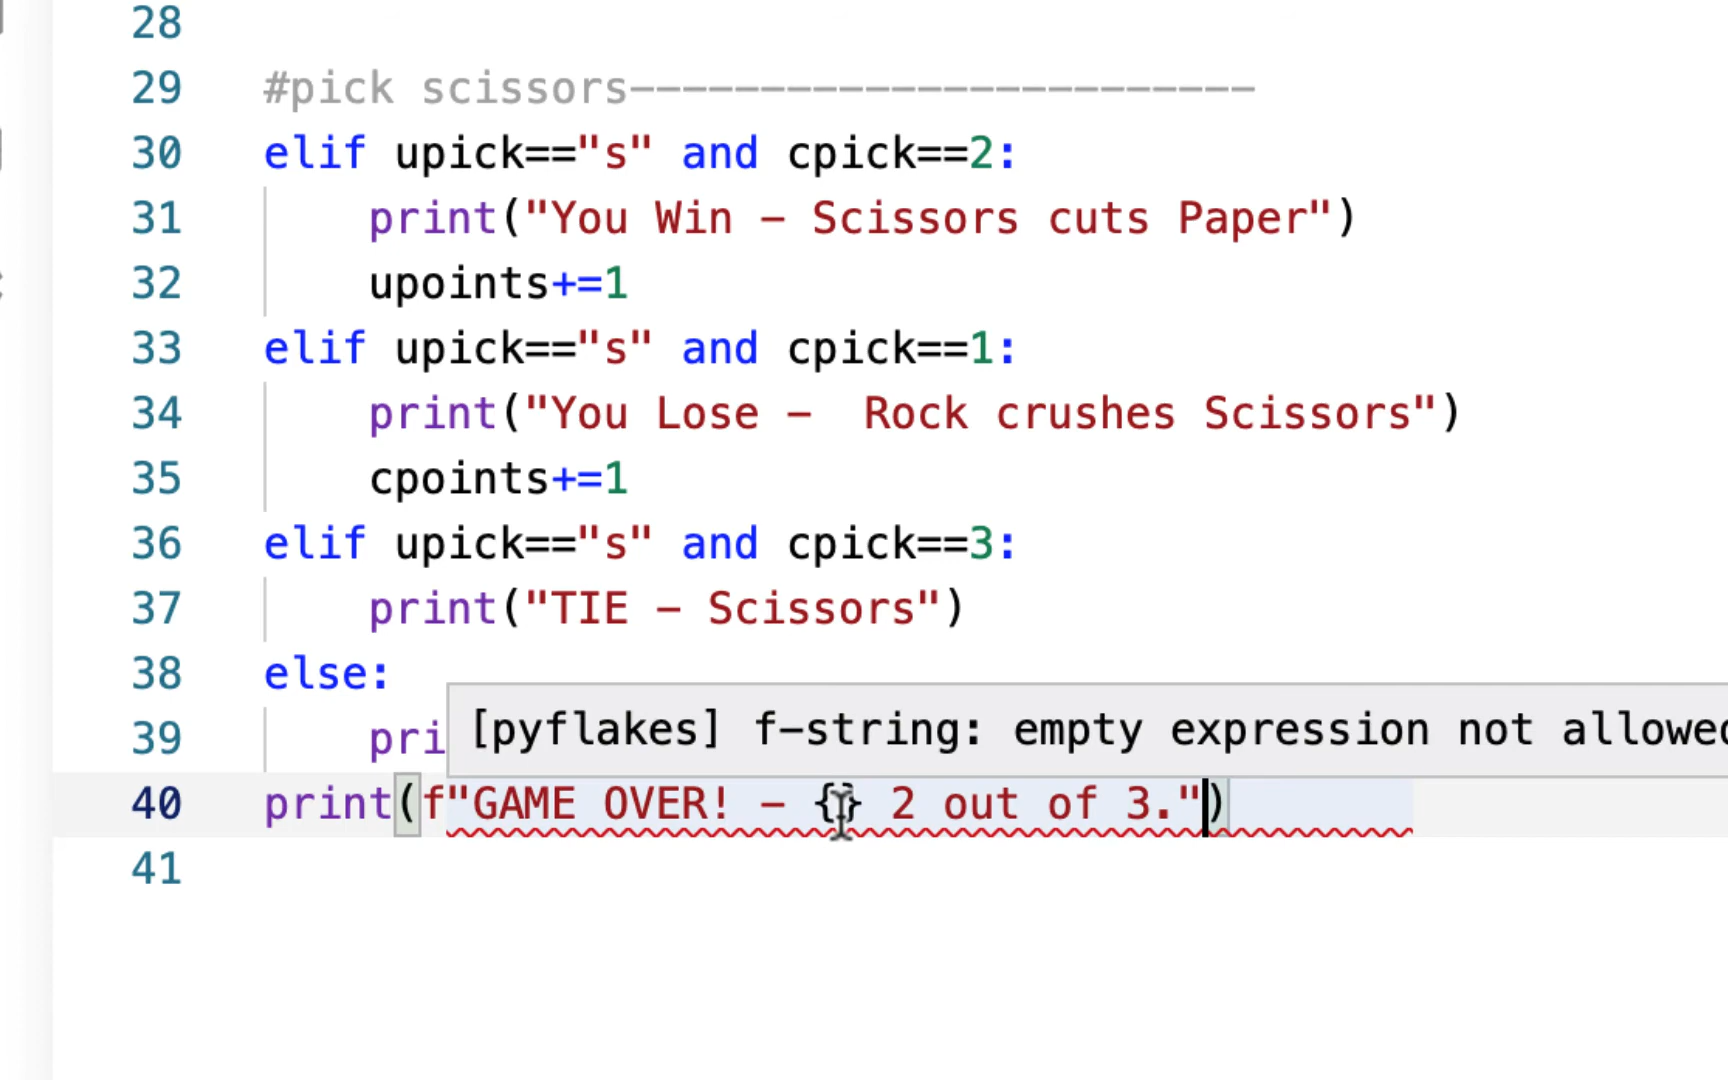 28
29 #pick scissors------------------------
30 elif upick=="s" and cpick==2:
31 print("You Win - Scissors cuts Paper")
32 upoints+=1
33 elif upick=="s" and cpick==1:
34 print("You Lose -  Rock crushes Scissors")
35 cpoints+=1
36 elif upick=="s" and cpick==3:
37 print("TIE - Scissors")
38 else:
[pyflakes] f-string: empty expression not allowed
39 pri
40 print(f"GAME OVER! - {} 2 out of 3.")
41